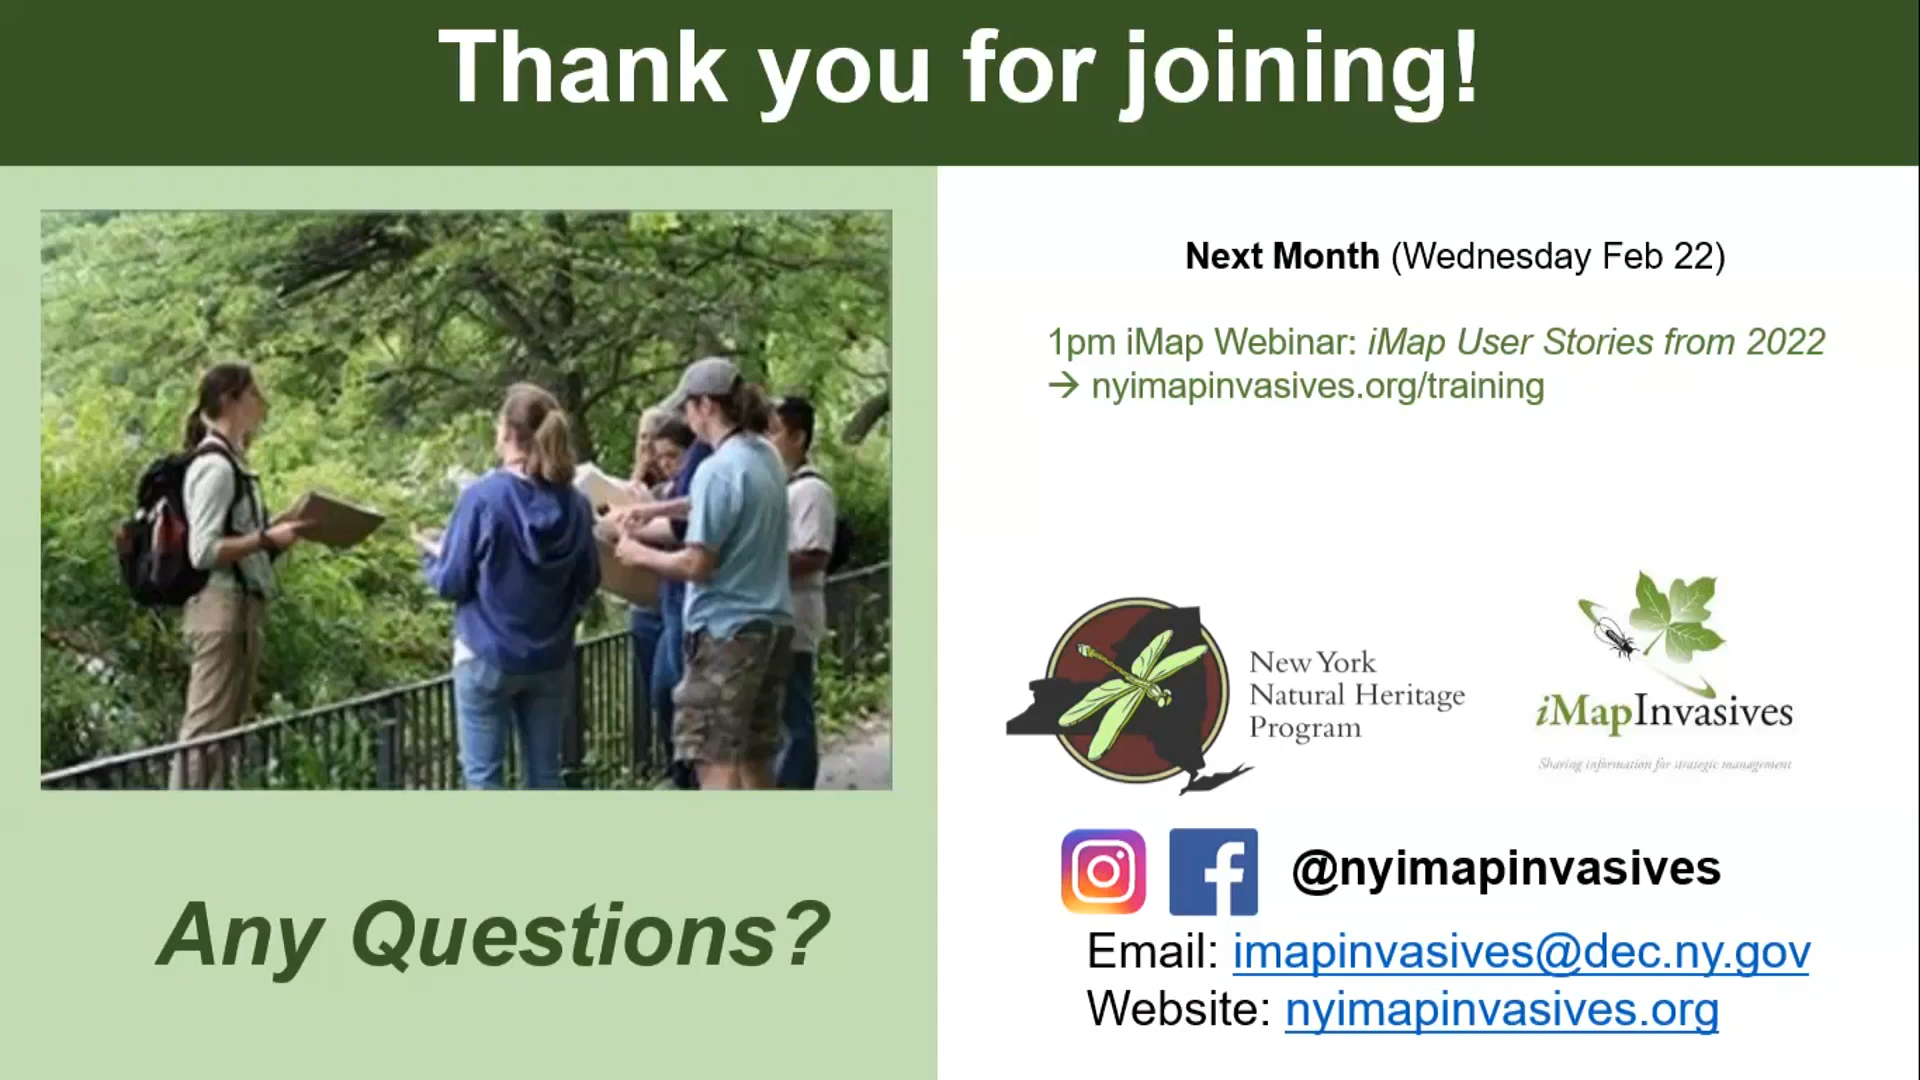 Thank you for joining!
Next Month (Wednesday Feb 22)
1pm iMap Webinar: iMap User Stories from 2022
→ nyimapinvasives.org/training
New York
Natural Heritage
Program
iMapInvasives
Sharing information for strategic management
@nyimapinvasives
Email: imapinvasives@dec.ny.gov
Website: nyimapinvasives.org
Any Questions?